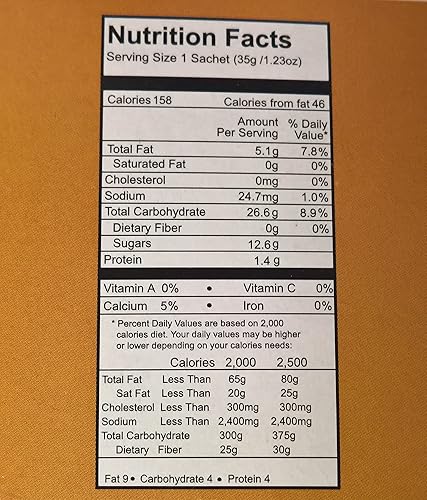 Nutrition Facts
Serving Size 1 Sachet (35g /1.23oz)
Calories 158 Calories from fat 46
Amount Per Serving % Daily Value*
Total Fat 5.1g 7.8%
Saturated Fat 0g 0%
Cholesterol 0mg 0%
Sodium 24.7mg 1.0%
Total Carbohydrate 26.6g 8.9%
Dietary Fiber 0g 0%
Sugars 12.6g
Protein 1.4 g
Vitamin A 0% • Vitamin C 0%
Calcium 5% • Iron 0%
* Percent Daily Values are based on 2,000
calories diet. Your daily values may be higher
or lower depending on your calories needs:
Calories 2,000 2,500
Total Fat Less Than 65g 80g
Sat Fat Less Than 20g 25g
Cholesterol Less Than 300mg 300mg
Sodium Less Than 2,400mg 2,400mg
Total Carbohydrate 300g 375g
Dietary Fiber 25g 30g
Fat 9 • Carbohydrate 4 • Protein 4